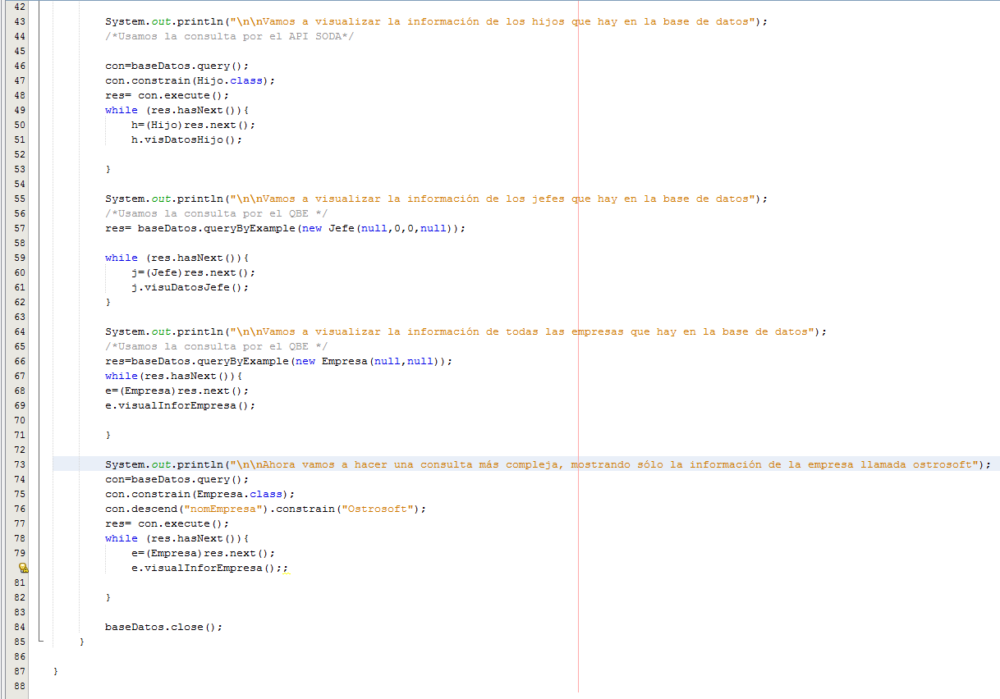 42
43 System.out.println("\n\nVamos a visualizar la información de los hijos que hay en la base de datos");
44 /*Usamos la consulta por el API SODA*/
45
46 con=baseDatos.query();
47 con.constrain(Hijo.class);
48 res= con.execute();
49 while (res.hasNext()){
50 h=(Hijo)res.next();
51 h.visDatosHijo();
52
53 }
54
55 System.out.println("\n\nVamos a visualizar la información de los jefes que hay en la base de datos");
56 /*Usamos la consulta por el QBE */
57 res= baseDatos.queryByExample(new Jefe(null,0,0,null));
58
59 while (res.hasNext()){
60 j=(Jefe)res.next();
61 j.visuDatosJefe();
62 }
63
64 System.out.println("\n\nVamos a visualizar la información de todas las empresas que hay en la base de datos");
65 /*Usamos la consulta por el QBE */
66 res=baseDatos.queryByExample(new Empresa(null,null));
67 while(res.hasNext()){
68 e=(Empresa)res.next();
69 e.visualInforEmpresa();
70
71 }
72
73 System.out.println("\n\nAhora vamos a hacer una consulta más compleja, mostrando sólo la información de la empresa llamada ostrosoft");
74 con=baseDatos.query();
75 con.constrain(Empresa.class);
76 con.descend("nomEmpresa").constrain("Ostrosoft");
77 res= con.execute();
78 while (res.hasNext()){
79 e=(Empresa)res.next();
e.visualInforEmpresa();;
81
82 }
83
84 baseDatos.close();
85 }
86
87 }
88